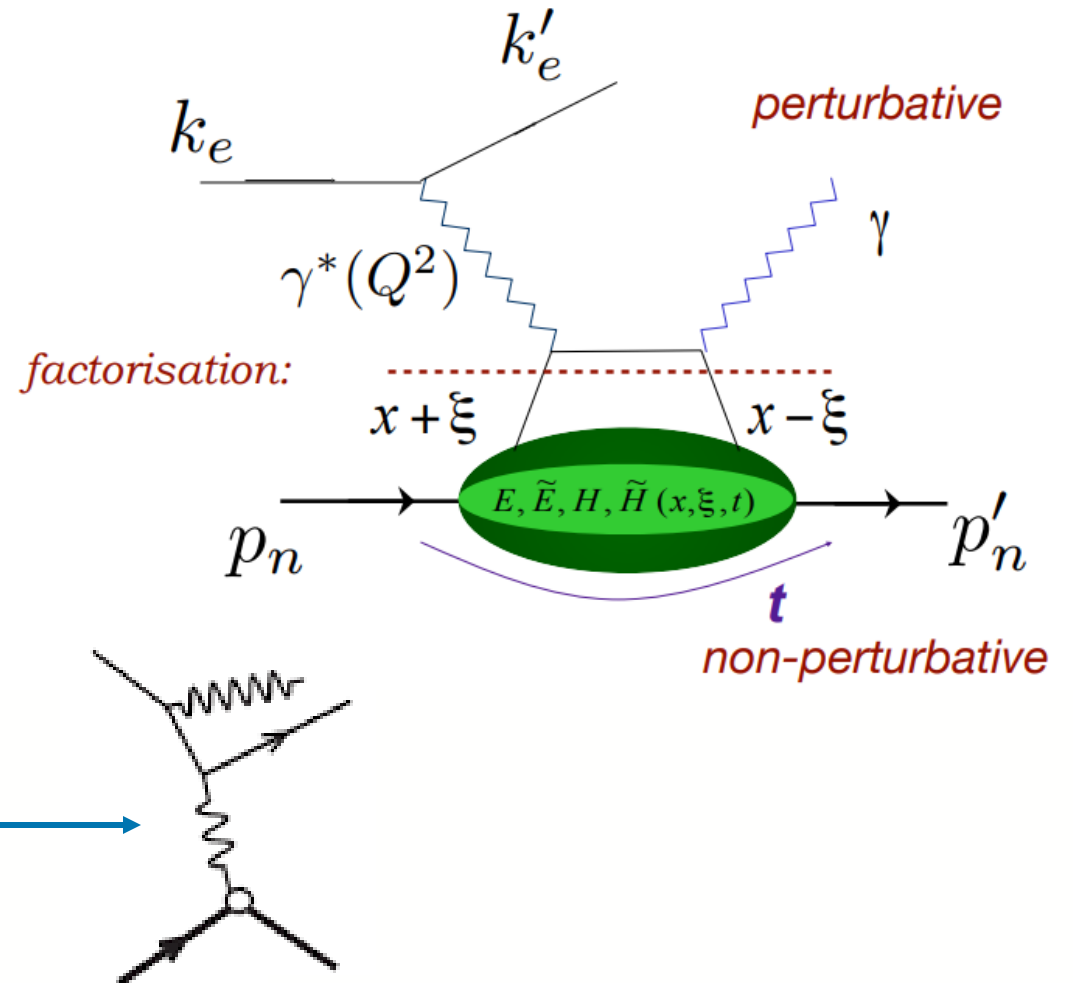 k′ₑ
perturbative
kₑ
γ
γ*(Q²)
factorisation:
x + ξ
x − ξ
E, Ẽ, H, H̃ (x,ξ,t)
pₙ
p′ₙ
t
non-perturbative